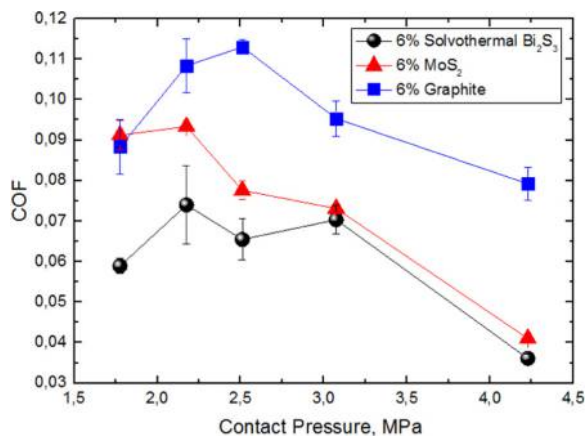 0,12
0,11
0,10
0,09
0,08
0,07
0,06
0,05
0,04
0,03
COF
6% Solvothermal Bi₂S₃
6% MoS₂
6% Graphite
1,5 2,0 2,5 3,0 3,5 4,0 4,5
Contact Pressure, MPa